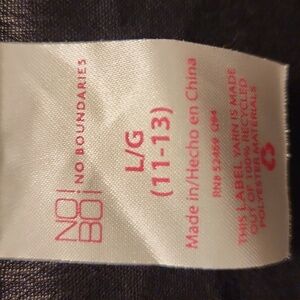 NO
BO
NO BOUNDARIES
L/G
(11-13)
Made in/Hecho en China
RN# 52469 Q94
THIS LABEL YARN IS MADE
OUT OF 100% RECYCLED
POLYESTER MATERIALS